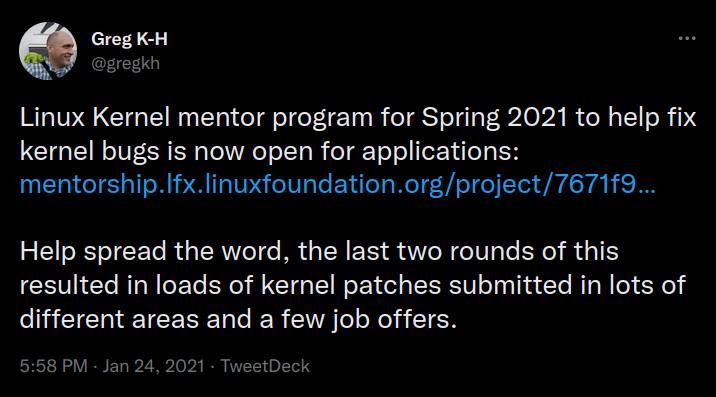 Greg K-H
@gregkh
Linux Kernel mentor program for Spring 2021 to help fix
kernel bugs is now open for applications:
mentorship.lfx.linuxfoundation.org/project/7671f9...
Help spread the word, the last two rounds of this
resulted in loads of kernel patches submitted in lots of
different areas and a few job offers.
5:58 PM · Jan 24, 2021 · TweetDeck